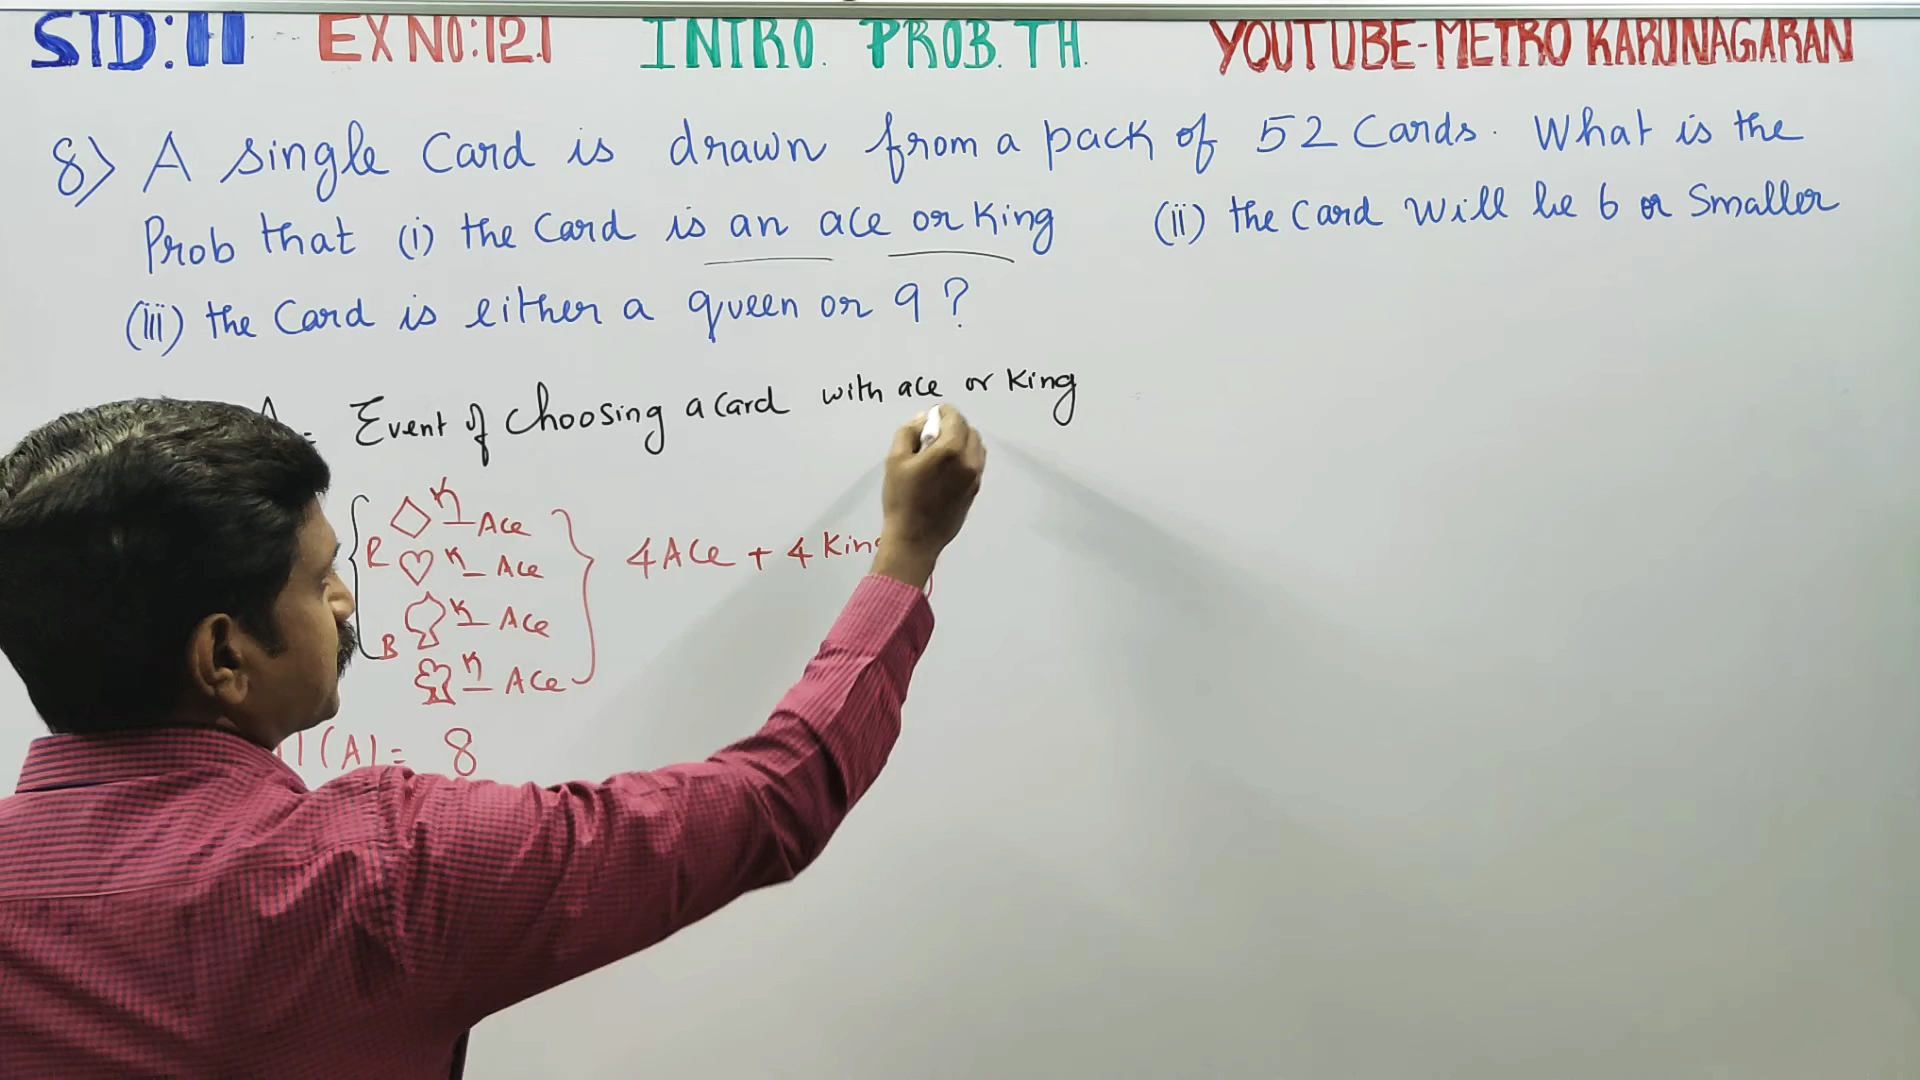 STD:11 EX NO:12.1 INTRO. PROB. TH. YOUTUBE-METRO KARUNAGARAN
8) A single Card is drawn from a pack of 52 Cards. What is the
Prob that (i) the Card is an ace or King (ii) the Card will be 6 or Smaller
(iii) the Card is either a queen or 9 ?
A = Event of choosing a Card with ace or King
K Ace
R K Ace 4 Ace + 4 King
K Ace
B
K Ace
(A) = 8